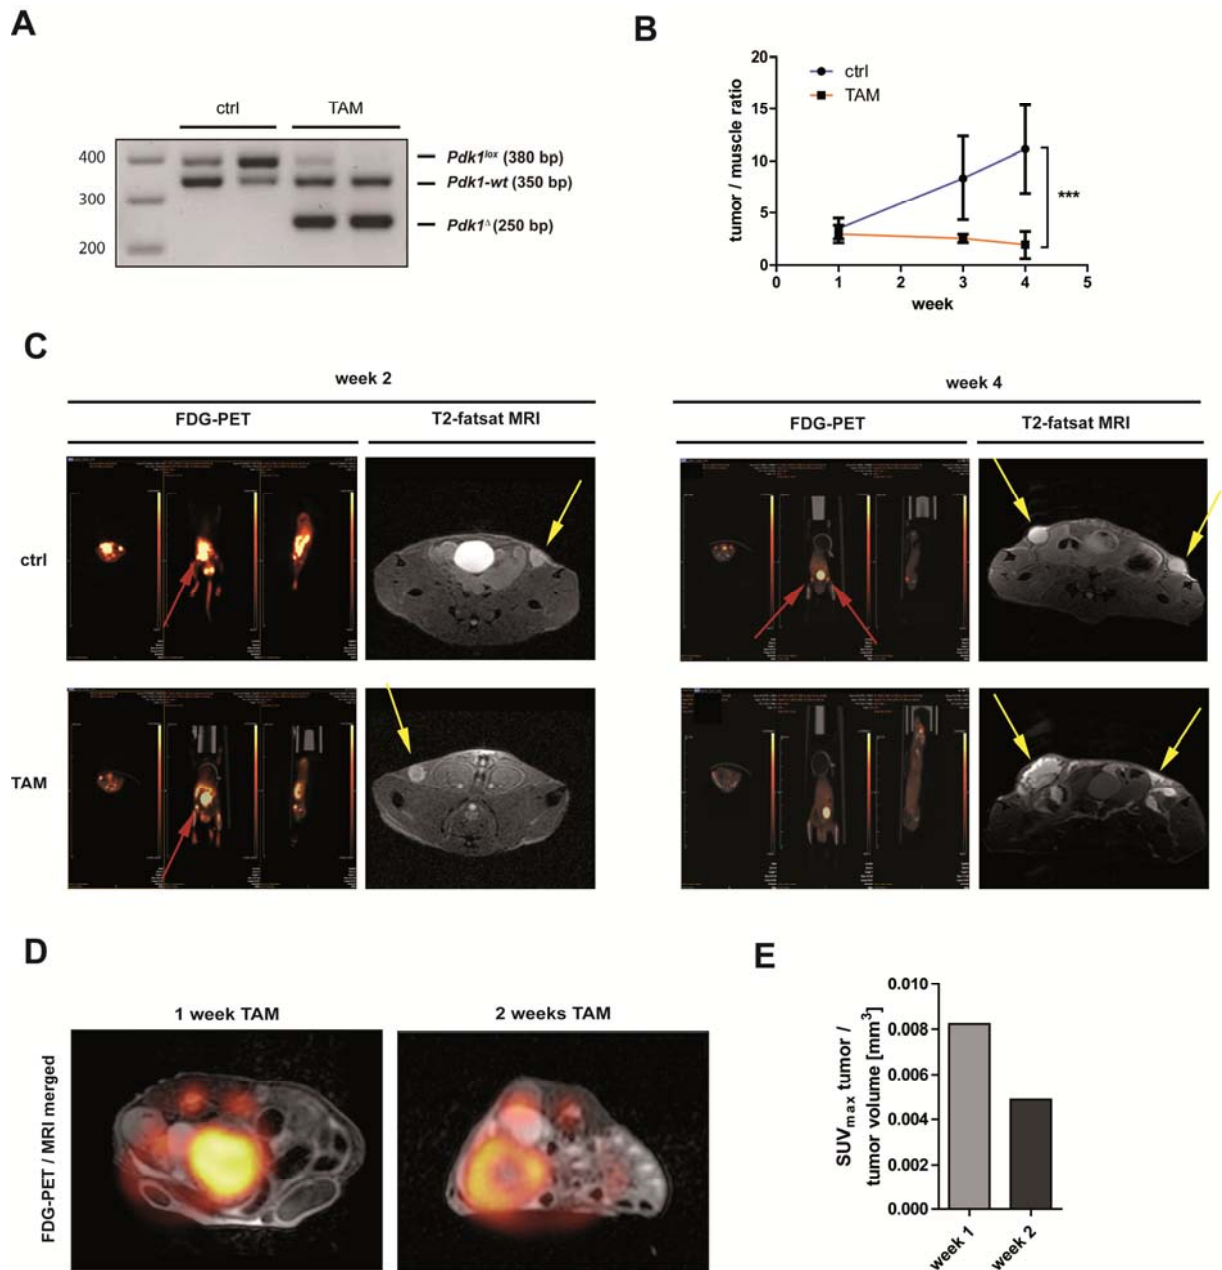 A
ctrl TAM
400
300
200
Pdk1lox (380 bp)
Pdk1-wt (350 bp)
Pdk1Δ (250 bp)
B
tumor / muscle ratio
20
15
10
5
0
ctrl
TAM
***
0 1 2 3 4 5
week
C
week 2
week 4
FDG-PET
T2-fatsat MRI
FDG-PET
T2-fatsat MRI
ctrl
TAM
D
1 week TAM
2 weeks TAM
FDG-PET / MRI merged
E
SUVmax tumor /
tumor volume [mm³]
0.010
0.008
0.006
0.004
0.002
0.000
week 1
week 2